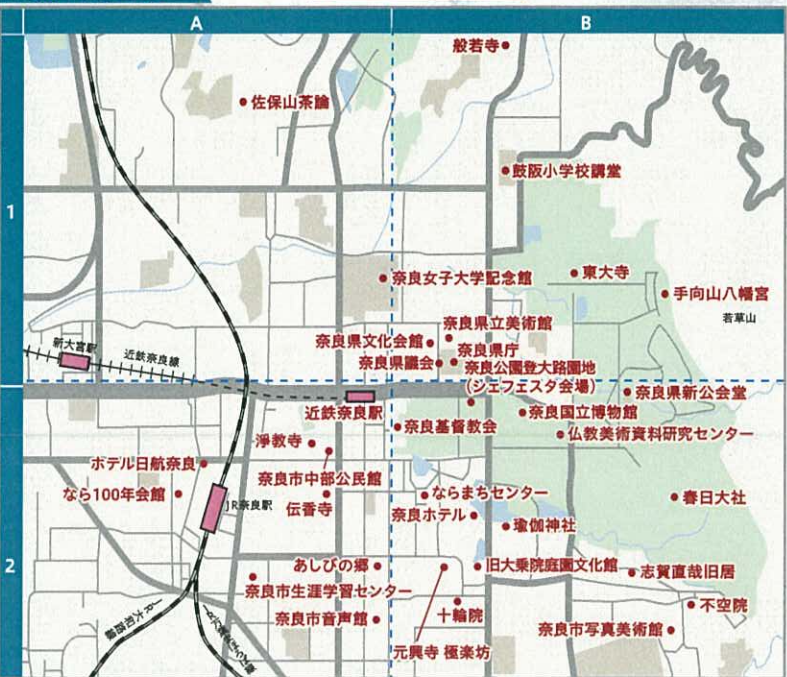 A
B
1
2
般若寺
佐保山茶論
鼓阪小学校講堂
奈良女子大学記念館
東大寺
手向山八幡宮
若草山
奈良県立美術館
奈良県文化会館
奈良県庁
奈良県議会
奈良公園登大路園地
(シェフェスタ会場)
新大宮駅
近鉄奈良線
近鉄奈良駅
奈良県新公会堂
奈良国立博物館
奈良基督教会
仏教美術資料研究センター
淨教寺
奈良市中部公民館
ホテル日航奈良
なら100年会館
JR奈良駅
伝香寺
ならまちセンター
奈良ホテル
瑜伽神社
春日大社
あしびの郷
旧大乗院庭園文化館
志賀直哉旧居
奈良市生涯学習センター
不空院
十輪院
奈良市音声館
奈良市写真美術館
元興寺 極楽坊
JR大和路線